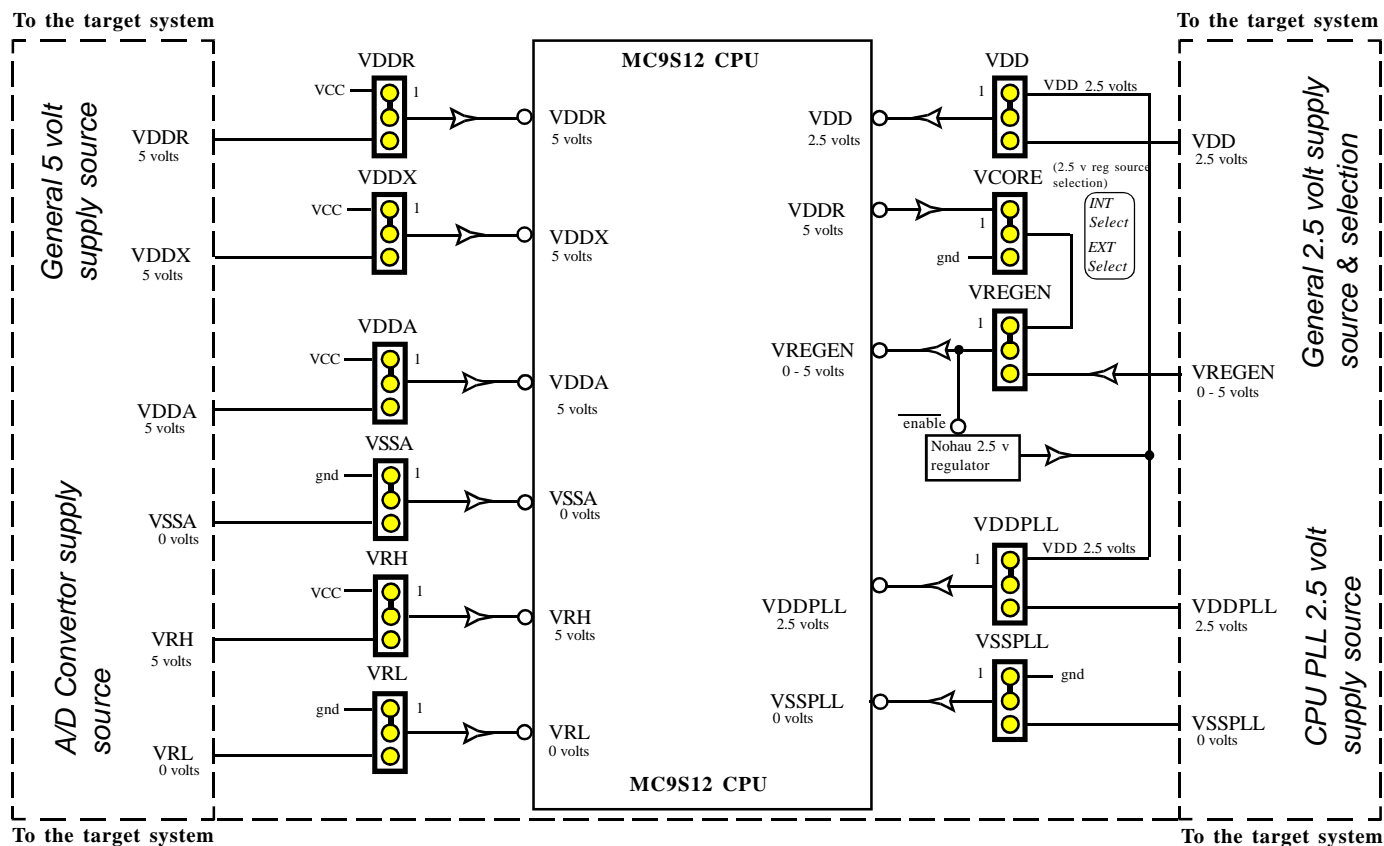 To the target system
To the target system
General 5 volt
supply source
VDDR
5 volts
VDDX
5 volts
A/D Convertor supply
source
VDDA
5 volts
VSSA
0 volts
VRH
5 volts
VRL
0 volts
VDDR
VCC
1
VDDX
VCC
1
VDDA
VCC
1
VSSA
gnd
1
VRH
VCC
1
VRL
gnd
1
MC9S12 CPU
VDDR
5 volts
VDDX
5 volts
VDDA
5 volts
VSSA
0 volts
VRH
5 volts
VRL
0 volts
VDD
2.5 volts
VDDR
5 volts
VREGEN
0 - 5 volts
VDDPLL
2.5 volts
VSSPLL
0 volts
MC9S12 CPU
VDD
1
VDD 2.5 volts
VCORE
(2.5 v reg source
selection)
1
gnd
INT
Select
EXT
Select
VREGEN
1
enable
Nohau 2.5 v
regulator
VDDPLL
1
VDD 2.5 volts
VSSPLL
1
gnd
VDD
2.5 volts
VREGEN
0 - 5 volts
VDDPLL
2.5 volts
VSSPLL
0 volts
General 2.5 volt supply
source & selection
CPU PLL 2.5 volt
supply source
To the target system
To the target system